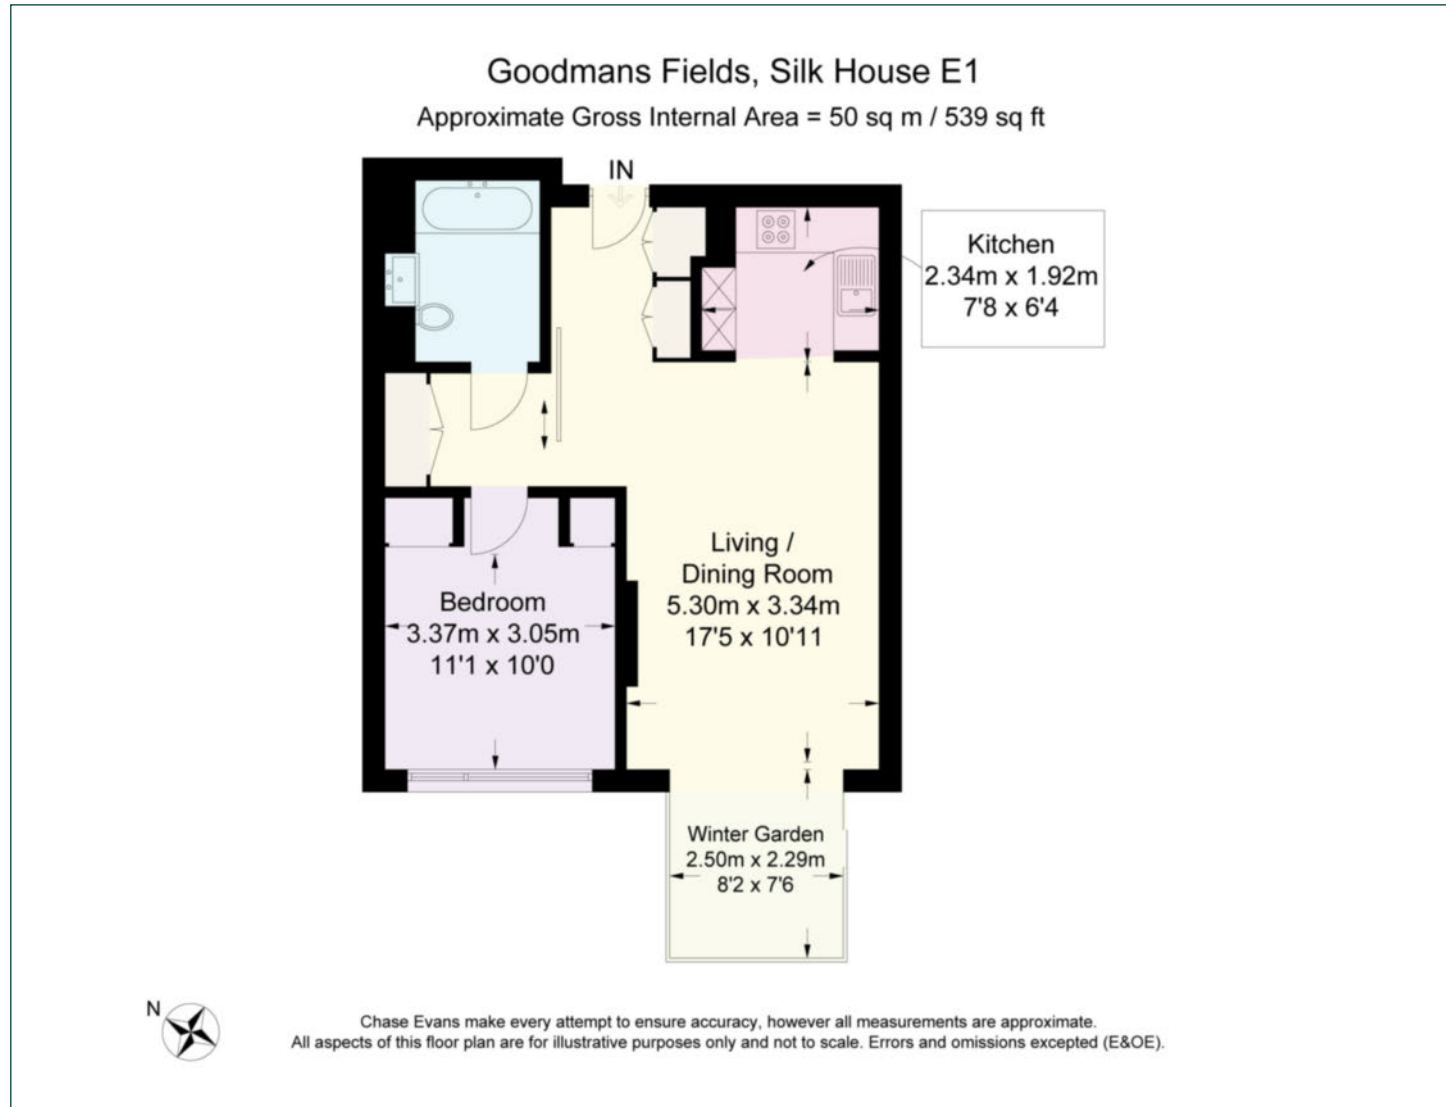 Goodmans Fields, Silk House E1
Approximate Gross Internal Area = 50 sq m / 539 sq ft
IN
Kitchen
2.34m x 1.92m
7'8 x 6'4
Living /
Dining Room
5.30m x 3.34m
17'5 x 10'11
Bedroom
3.37m x 3.05m
11'1 x 10'0
Winter Garden
2.50m x 2.29m
8'2 x 7'6
N
Chase Evans make every attempt to ensure accuracy, however all measurements are approximate.
All aspects of this floor plan are for illustrative purposes only and not to scale. Errors and omissions excepted (E&OE).